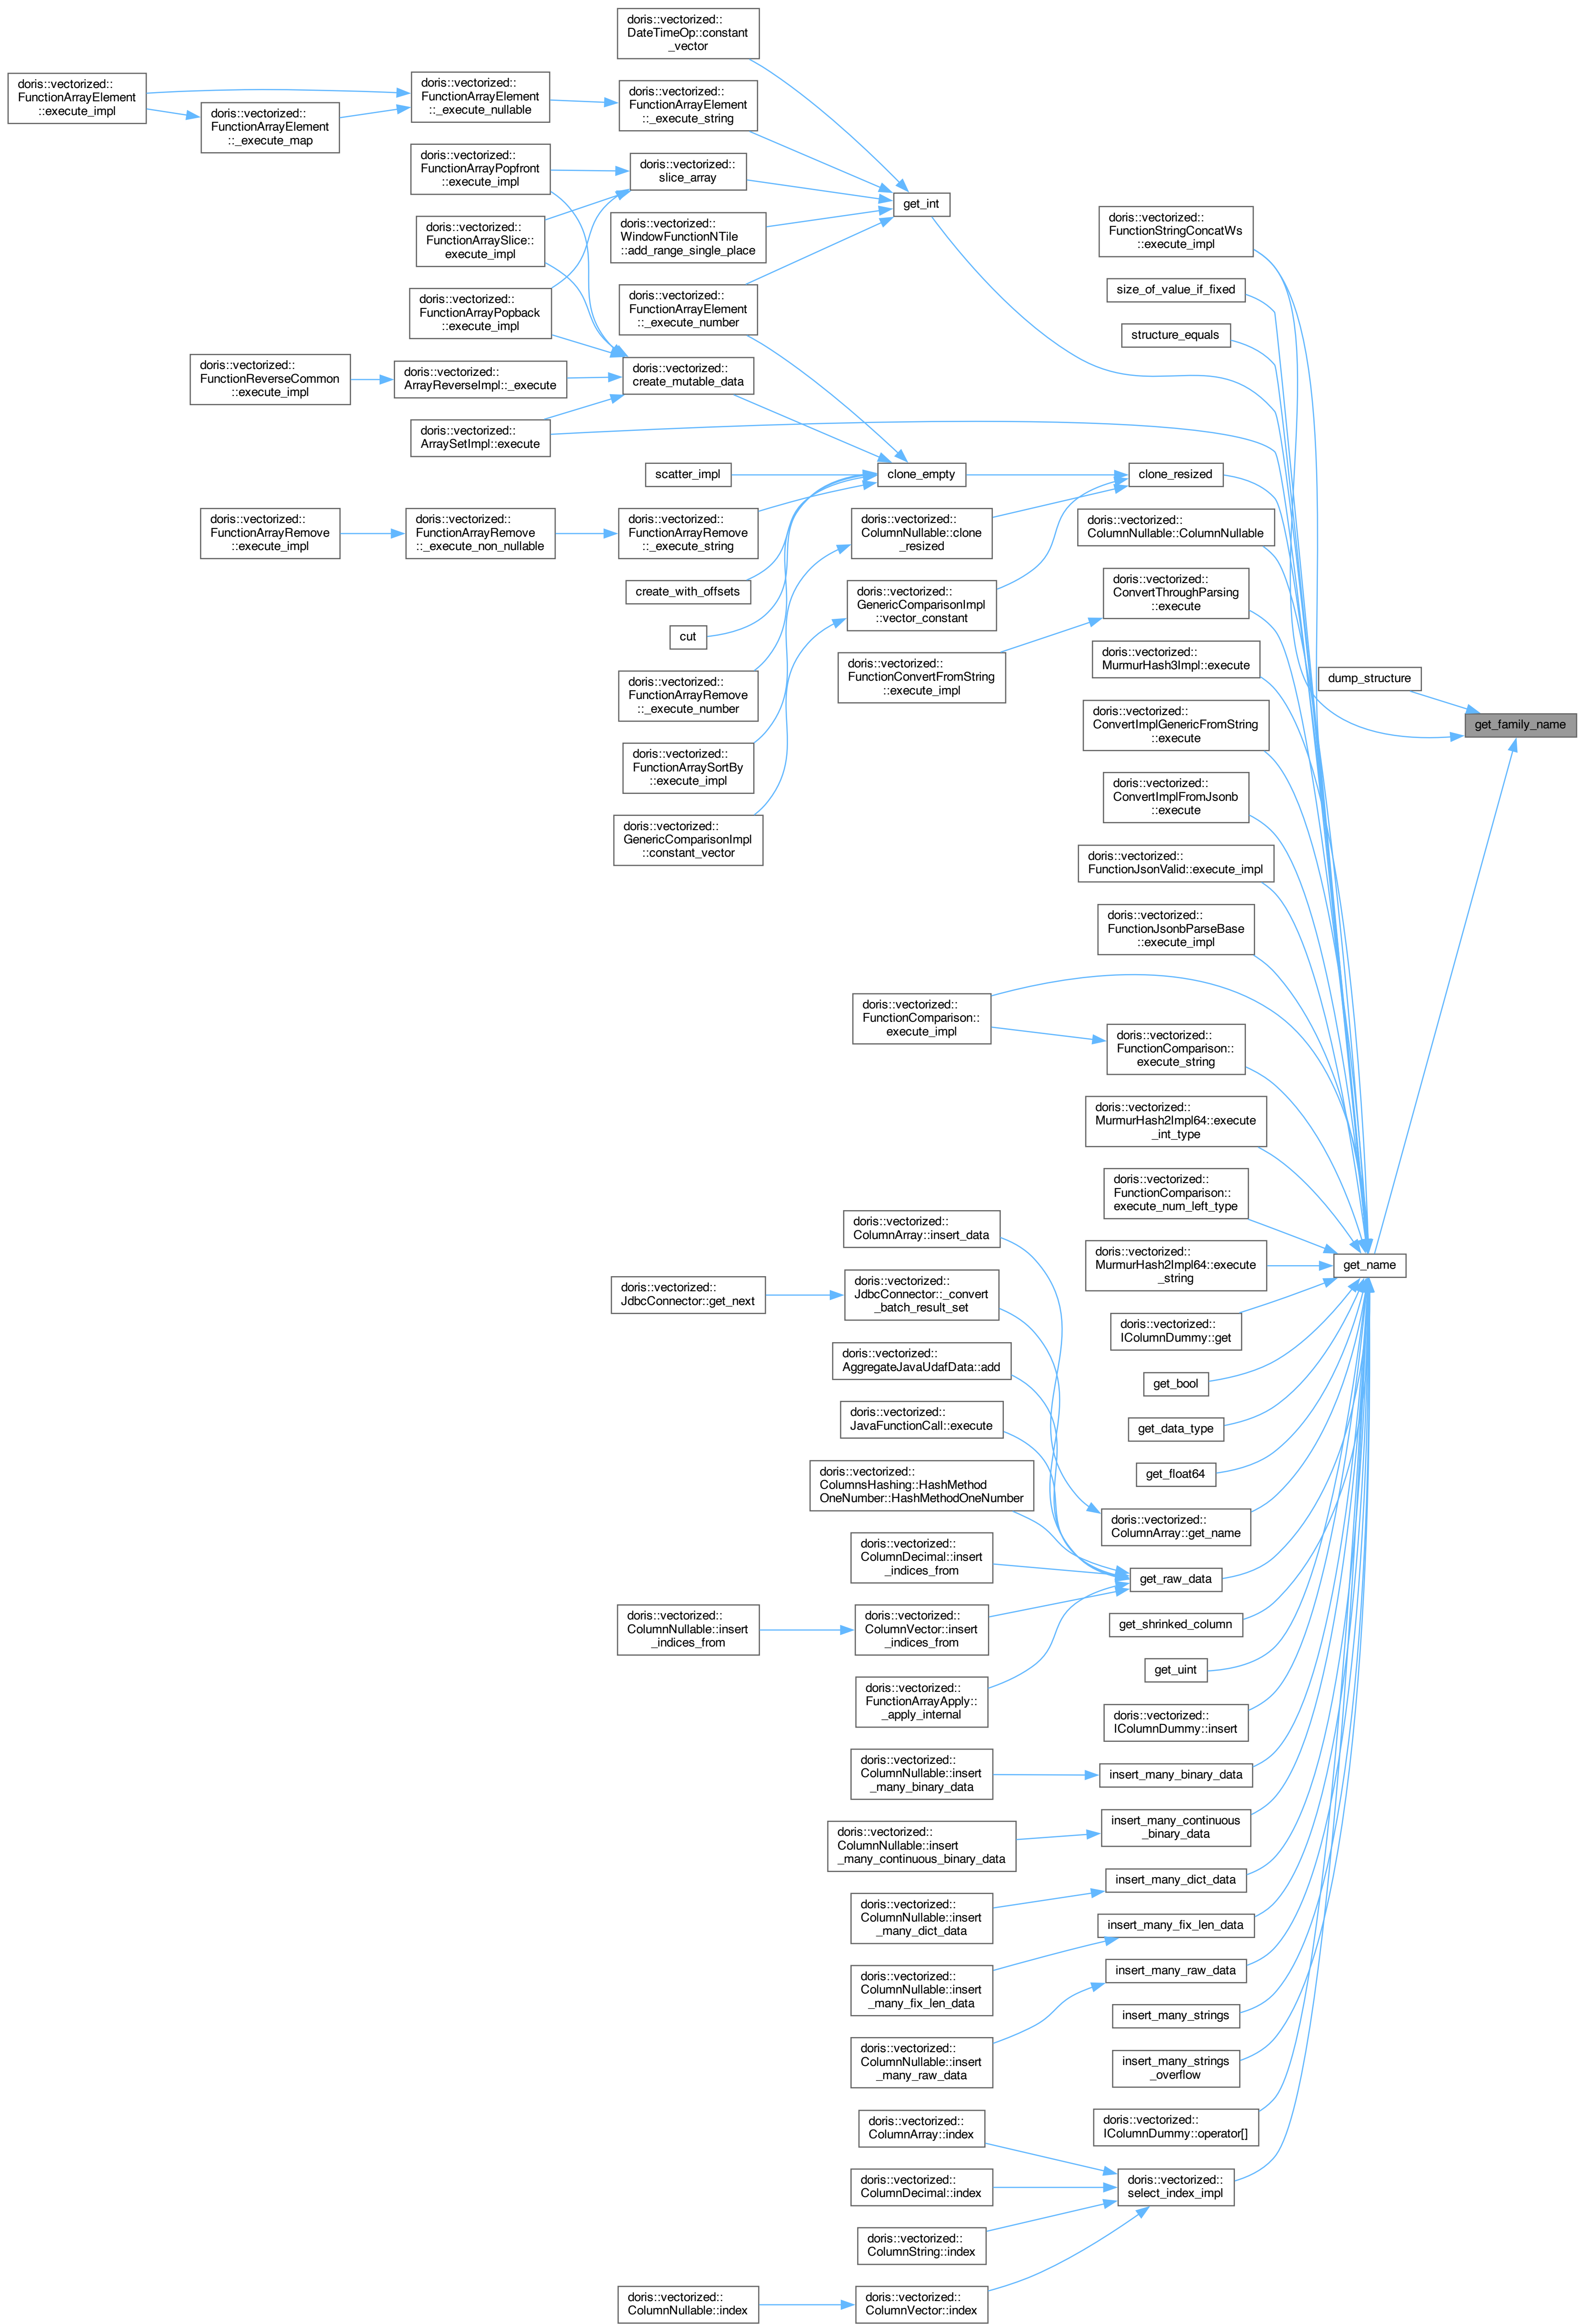 doris::vectorized::
DateTimeOp::constant
_vector
doris::vectorized::
FunctionArrayElement
::execute_impl
doris::vectorized::
FunctionArrayElement
::_execute_map
doris::vectorized::
FunctionArrayElement
::_execute_nullable
doris::vectorized::
FunctionArrayElement
::_execute_string
doris::vectorized::
FunctionArrayPopfront
::execute_impl
doris::vectorized::
slice_array
get_int
doris::vectorized::
FunctionArraySlice::
execute_impl
doris::vectorized::
WindowFunctionNTile
::add_range_single_place
doris::vectorized::
FunctionArrayPopback
::execute_impl
doris::vectorized::
FunctionArrayElement
::_execute_number
doris::vectorized::
FunctionReverseCommon
::execute_impl
doris::vectorized::
ArrayReverseImpl::_execute
doris::vectorized::
create_mutable_data
doris::vectorized::
ArraySetImpl::execute
scatter_impl
clone_empty
clone_resized
doris::vectorized::
FunctionArrayRemove
::execute_impl
doris::vectorized::
FunctionArrayRemove
::_execute_non_nullable
doris::vectorized::
FunctionArrayRemove
::_execute_string
doris::vectorized::
ColumnNullable::clone
_resized
create_with_offsets
cut
doris::vectorized::
GenericComparisonImpl
::vector_constant
doris::vectorized::
FunctionArrayRemove
::_execute_number
doris::vectorized::
FunctionConvertFromString
::execute_impl
doris::vectorized::
FunctionArraySortBy
::execute_impl
doris::vectorized::
GenericComparisonImpl
::constant_vector
doris::vectorized::
FunctionStringConcatWs
::execute_impl
size_of_value_if_fixed
structure_equals
doris::vectorized::
ColumnNullable::ColumnNullable
doris::vectorized::
ConvertThroughParsing
::execute
doris::vectorized::
MurmurHash3Impl::execute
dump_structure
get_family_name
doris::vectorized::
ConvertImplGenericFromString
::execute
doris::vectorized::
ConvertImplFromJsonb
::execute
doris::vectorized::
FunctionJsonValid::execute_impl
doris::vectorized::
FunctionJsonbParseBase
::execute_impl
doris::vectorized::
FunctionComparison::
execute_impl
doris::vectorized::
FunctionComparison::
execute_string
doris::vectorized::
MurmurHash2Impl64::execute
_int_type
doris::vectorized::
FunctionComparison::
execute_num_left_type
doris::vectorized::
MurmurHash2Impl64::execute
_string
get_name
doris::vectorized::
IColumnDummy::get
get_bool
get_data_type
get_float64
doris::vectorized::
ColumnArray::get_name
get_raw_data
doris::vectorized::
ColumnArray::insert_data
doris::vectorized::
JdbcConnector::get_next
doris::vectorized::
JdbcConnector::_convert
_batch_result_set
doris::vectorized::
AggregateJavaUdafData::add
doris::vectorized::
JavaFunctionCall::execute
doris::vectorized::
ColumnsHashing::HashMethod
OneNumber::HashMethodOneNumber
doris::vectorized::
ColumnDecimal::insert
_indices_from
doris::vectorized::
ColumnNullable::insert
_indices_from
doris::vectorized::
ColumnVector::insert
_indices_from
doris::vectorized::
FunctionArrayApply::
_apply_internal
get_shrinked_column
get_uint
doris::vectorized::
IColumnDummy::insert
doris::vectorized::
ColumnNullable::insert
_many_binary_data
insert_many_binary_data
doris::vectorized::
ColumnNullable::insert
_many_continuous_binary_data
insert_many_continuous
_binary_data
doris::vectorized::
ColumnNullable::insert
_many_dict_data
insert_many_dict_data
doris::vectorized::
ColumnNullable::insert
_many_fix_len_data
insert_many_fix_len_data
doris::vectorized::
ColumnNullable::insert
_many_raw_data
insert_many_raw_data
insert_many_strings
insert_many_strings
_overflow
doris::vectorized::
IColumnDummy::operator[]
doris::vectorized::
ColumnArray::index
doris::vectorized::
ColumnDecimal::index
doris::vectorized::
select_index_impl
doris::vectorized::
ColumnString::index
doris::vectorized::
ColumnNullable::index
doris::vectorized::
ColumnVector::index